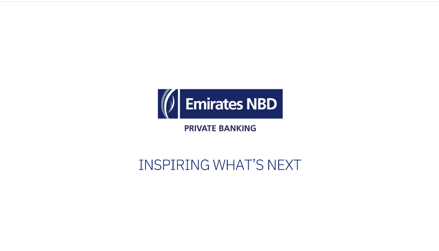 Emirates NBD
PRIVATE BANKING
INSPIRING WHAT'S NEXT